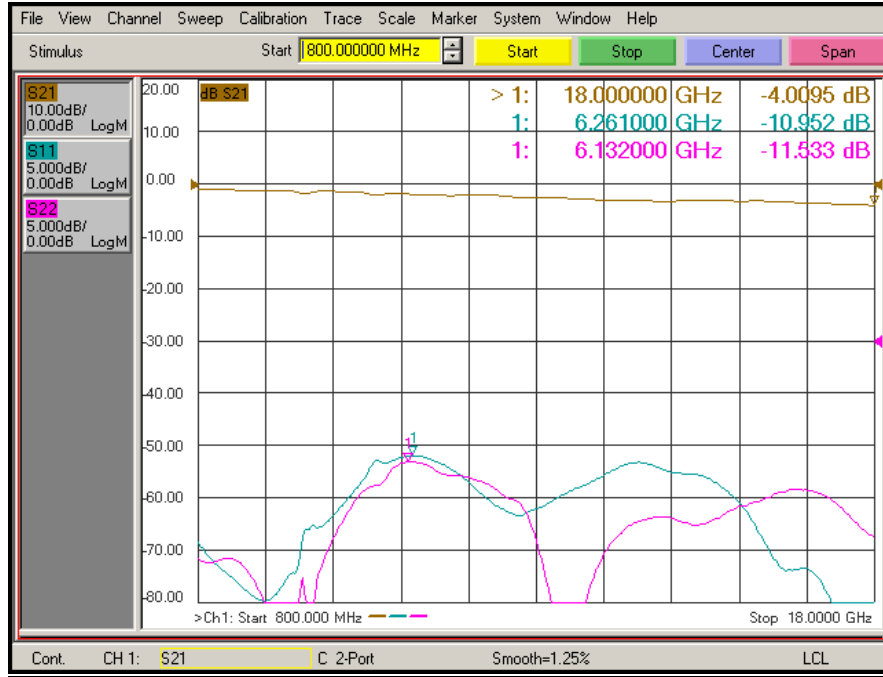 File View Channel Sweep Calibration Trace Scale Marker System Window Help
Stimulus Start 800.000000 MHz Start Stop Center Span
S21
10.00dB/
0.00dB LogM
S11
5.000dB/
0.00dB LogM
S22
5.000dB/
0.00dB LogM
20.00
10.00
0.00
-10.00
-20.00
-30.00
-40.00
-50.00
-60.00
-70.00
-80.00
dB S21
> 1: 18.000000 GHz -4.0095 dB
1: 6.261000 GHz -10.952 dB
1: 6.132000 GHz -11.533 dB
1
1
>Ch1: Start 800.000 MHz
Stop 18.0000 GHz
Cont. CH 1: S21 C 2-Port Smooth=1.25% LCL